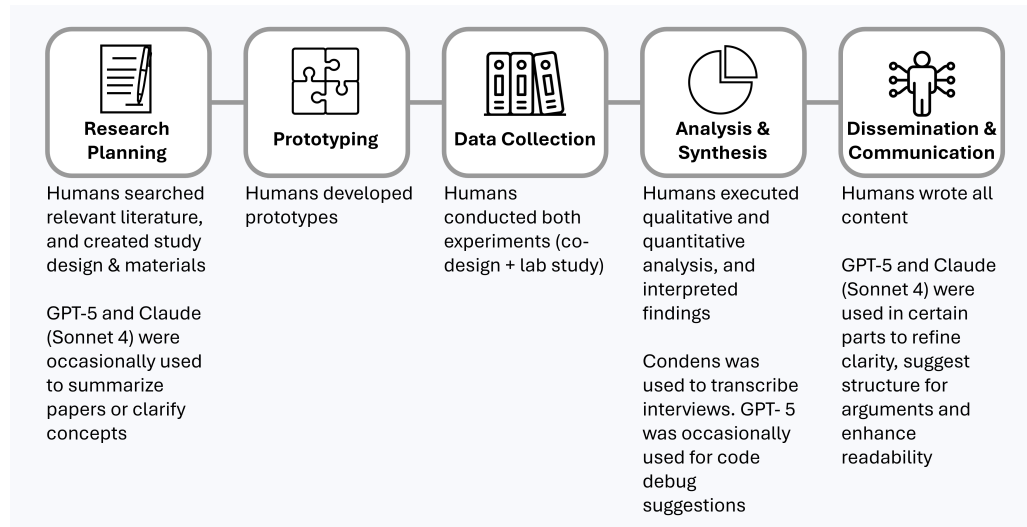 Research
Planning
Humans searched
relevant literature,
and created study
design & materials
GPT-5 and Claude
(Sonnet 4) were
occasionally used
to summarize
papers or clarify
concepts
Prototyping
Humans developed
prototypes
Data Collection
Humans
conducted both
experiments (co-
design + lab study)
Analysis &
Synthesis
Humans executed
qualitative and
quantitative
analysis, and
interpreted
findings
Condens was
used to transcribe
interviews. GPT- 5
was occasionally
used for code
debug
suggestions
Dissemination &
Communication
Humans wrote all
content
GPT-5 and Claude
(Sonnet 4) were
used in certain
parts to refine
clarity, suggest
structure for
arguments and
enhance
readability